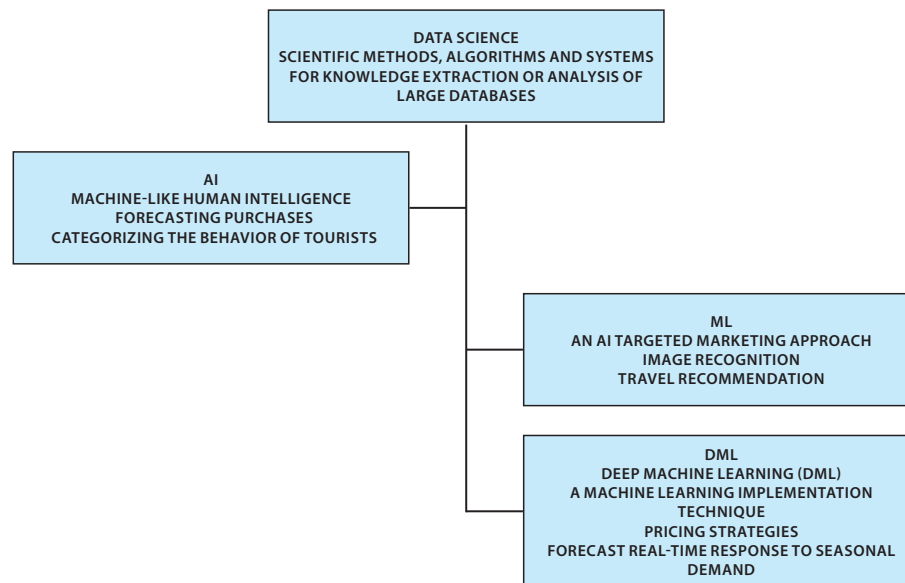 DATA SCIENCE
SCIENTIFIC METHODS, ALGORITHMS AND SYSTEMS
FOR KNOWLEDGE EXTRACTION OR ANALYSIS OF
LARGE DATABASES
AI
MACHINE-LIKE HUMAN INTELLIGENCE
FORECASTING PURCHASES
CATEGORIZING THE BEHAVIOR OF TOURISTS
ML
AN AI TARGETED MARKETING APPROACH
IMAGE RECOGNITION
TRAVEL RECOMMENDATION
DML
DEEP MACHINE LEARNING (DML)
A MACHINE LEARNING IMPLEMENTATION
TECHNIQUE
PRICING STRATEGIES
FORECAST REAL-TIME RESPONSE TO SEASONAL
DEMAND